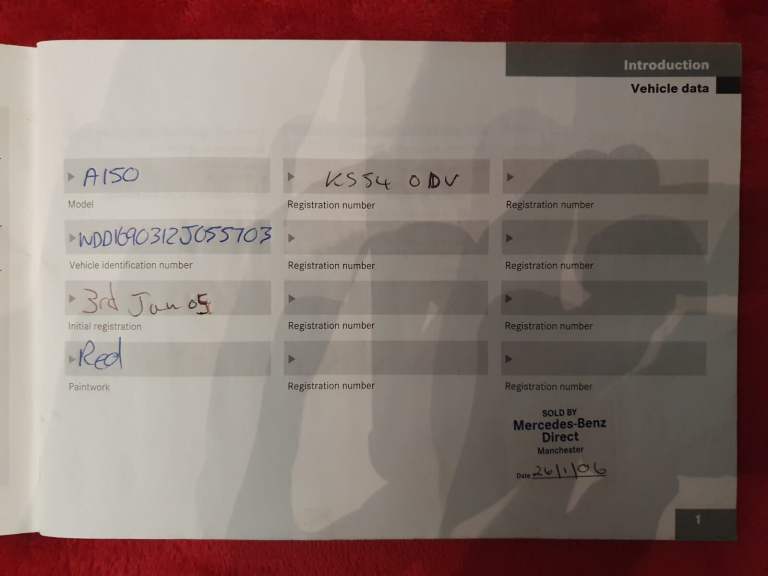 Introduction
Vehicle data
A150
Model
KS54 ODV
Registration number
Registration number
WDD1690312J055703
Vehicle identification number
Registration number
Registration number
3rd Jan 05
Initial registration
Registration number
Registration number
Red
Paintwork
Registration number
Registration number
SOLD BY
Mercedes-Benz
Direct
Manchester
Date 26/1/06
1